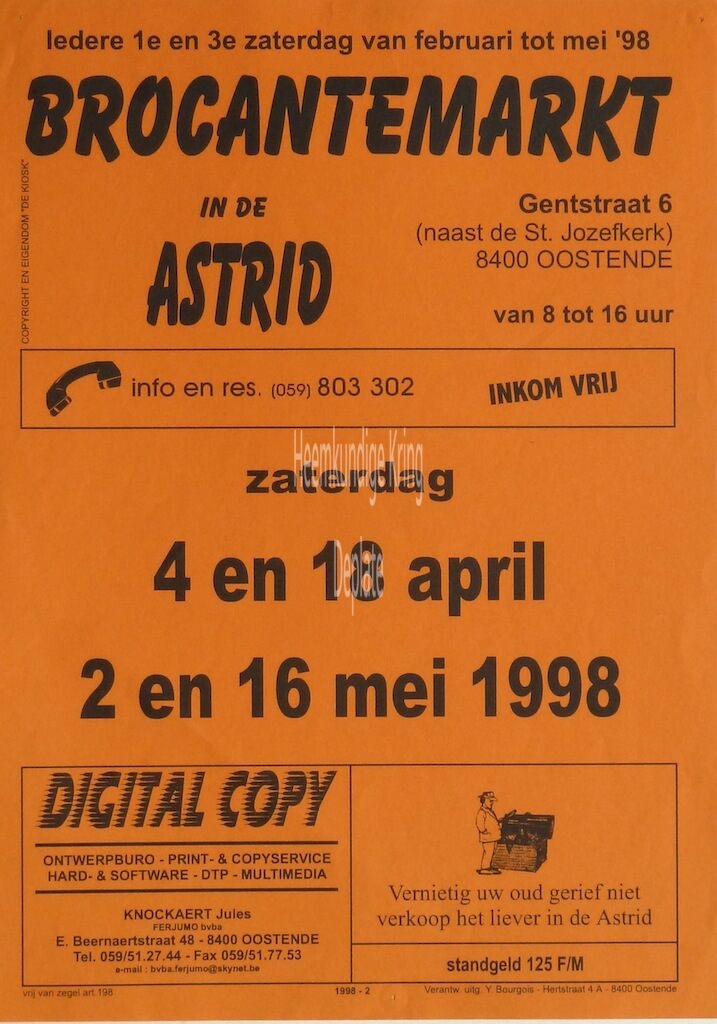 Iedere 1e en 3e zaterdag van februari tot mei '98
BROCANTEMARKT
IN DE
ASTRID
Gentstraat 6
(naast de St. Jozefkerk)
8400 OOSTENDE
van 8 tot 16 uur
COPYRIGHT EN EIGENDOM "DE KIOSK"
info en res. (059) 803 302
INKOM VRIJ
Heemkundige Kring
zaterdag
4 en 18 april
De Plate
2 en 16 mei 1998
DIGITAL COPY
ONTWERPBURO - PRINT- & COPYSERVICE
HARD- & SOFTWARE - DTP - MULTIMEDIA
KNOCKAERT Jules
FERJUMO bvba
E. Beernaertstraat 48 - 8400 OOSTENDE
Tel. 059/51.27.44 - Fax 059/51.77.53
e-mail : bvba.ferjumo@skynet.be
Vernietig uw oud gerief niet
verkoop het liever in de Astrid
standgeld 125 F/M
vrij van zegel art.198
1998 - 2
Verantw. uitg. Y. Bourgois - Hertstraat 4 A - 8400 Oostende